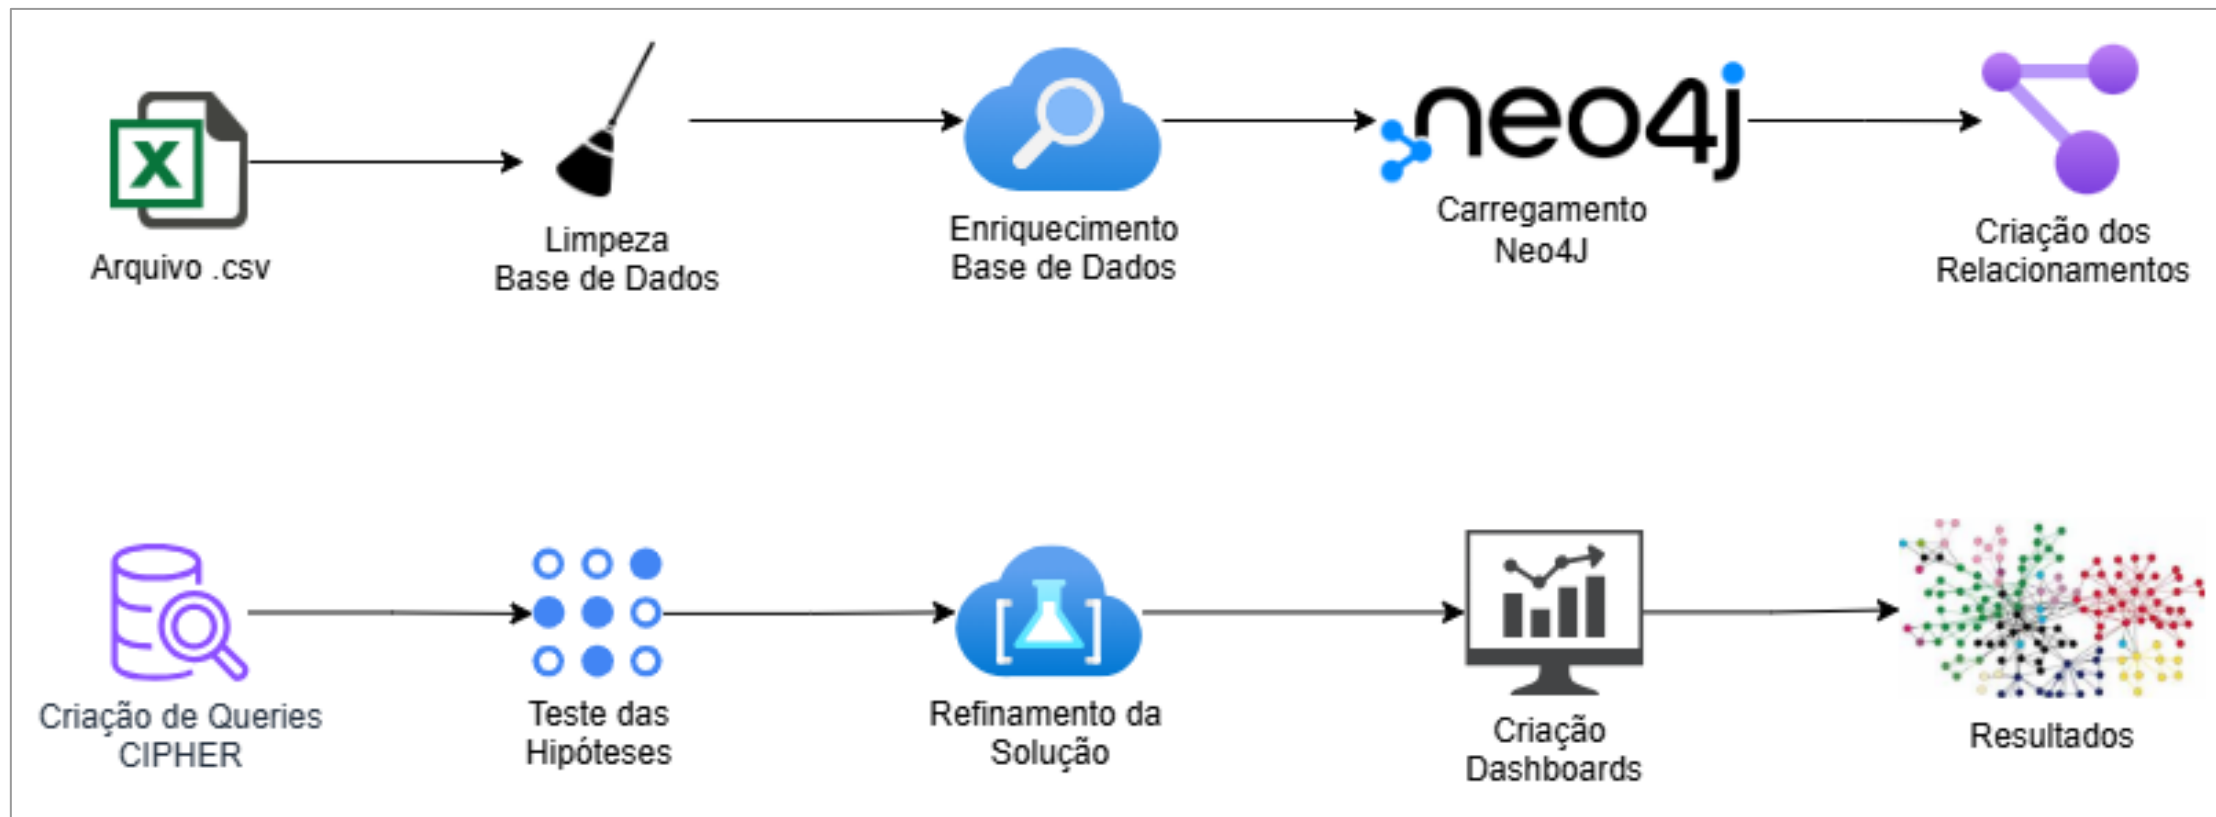 neo4j
Arquivo .csv
Limpeza
Base de Dados
Enriquecimento
Base de Dados
Carregamento
Neo4J
Criação dos
Relacionamentos
Criação de Queries
CIPHER
Teste das
Hipóteses
Refinamento da
Solução
Criação
Dashboards
Resultados